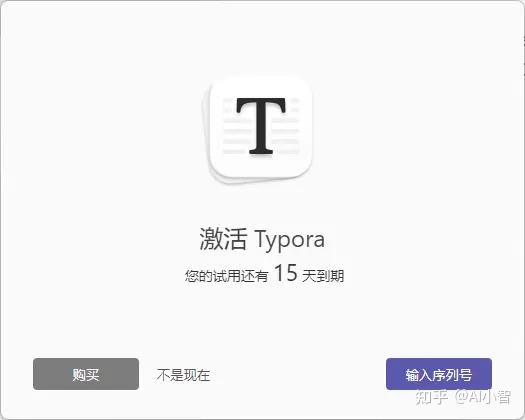 T
激活 Typora
您的试用还有 15 天到期
购买
不是现在
输入序列号
知乎 @AI小智